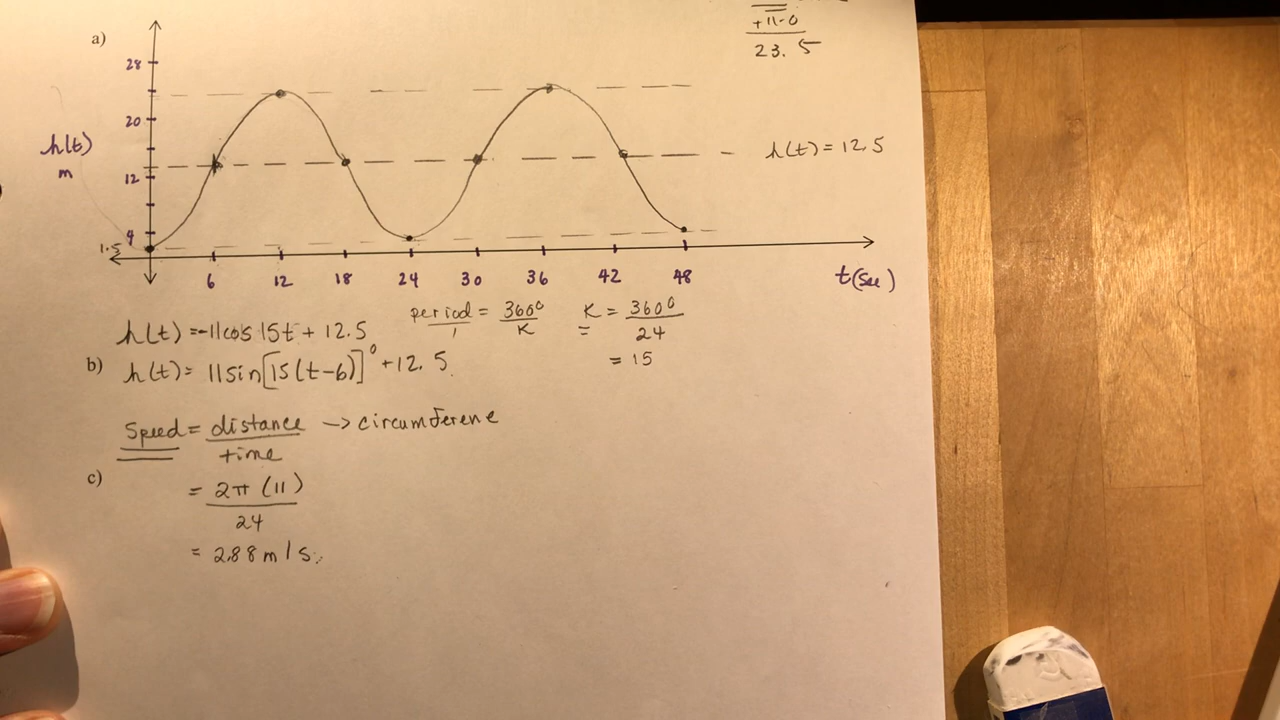 +11.0
23.5
a)
28
20
h(t)
m
12
4
1.5
h(t) = 12.5
6 12 18 24 30 36 42 48
t(sec)
h(t) = -11cos 15t + 12.5
period = 360°/K
K = 360°/24
= 15
b) h(t) = 11sin[15(t-6)]° + 12.5
Speed = distance/time → circumference
c)
= 2π(11)/24
= 2.88 m/s.